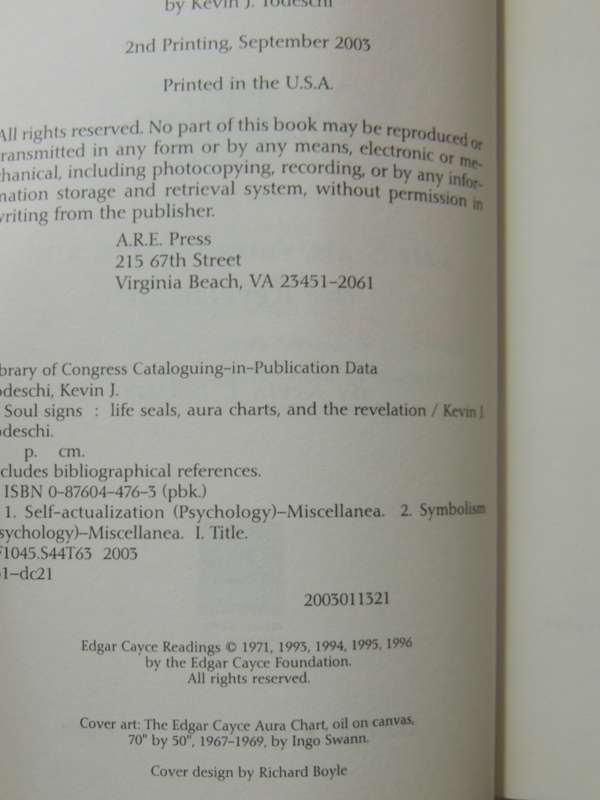 by Kevin J. Todeschi
2nd Printing, September 2003
Printed in the U.S.A.
All rights reserved. No part of this book may be reproduced or
ransmitted in any form or by any means, electronic or me-
chanical, including photocopying, recording, or by any infor-
mation storage and retrieval system, without permission in
writing from the publisher.
A.R.E. Press
215 67th Street
Virginia Beach, VA 23451-2061
ibrary of Congress Cataloguing-in-Publication Data
odeschi, Kevin J.
Soul signs : life seals, aura charts, and the revelation / Kevin J.
odeschi.
p. cm.
cludes bibliographical references.
ISBN 0-87604-476-3 (pbk.)
1. Self-actualization (Psychology)–Miscellanea. 2. Symbolism
sychology)–Miscellanea. I. Title.
F1045.S44T63 2003
1-dc21
2003011321
Edgar Cayce Readings © 1971, 1993, 1994, 1995, 1996
by the Edgar Cayce Foundation.
All rights reserved.
Cover art: The Edgar Cayce Aura Chart, oil on canvas,
70" by 50", 1967-1969, by Ingo Swann.
Cover design by Richard Boyle